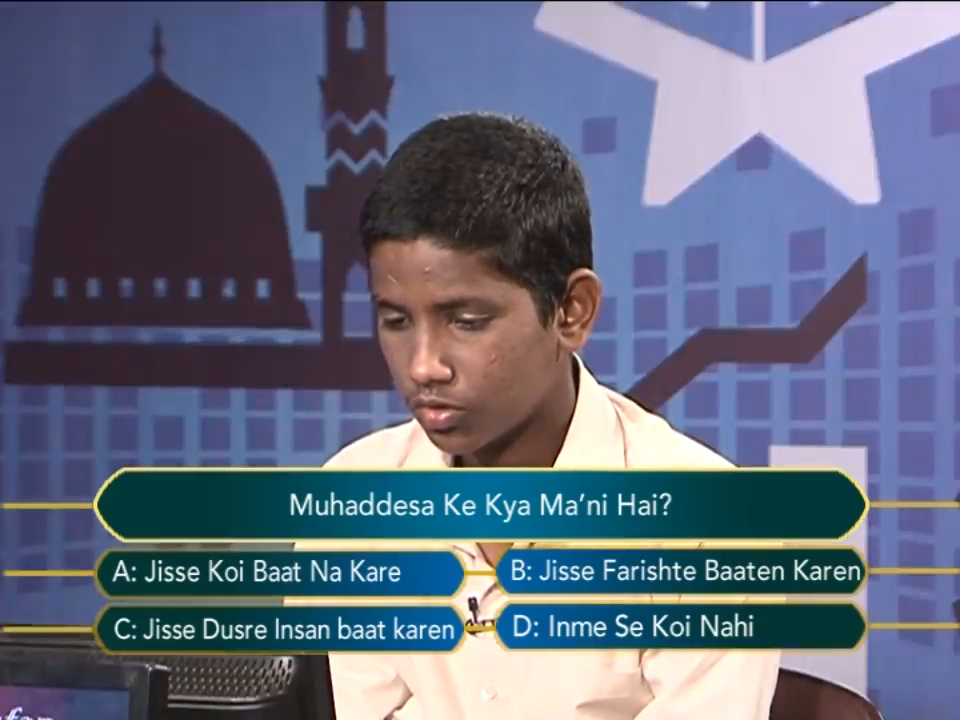 Muhaddesa Ke Kya Ma'ni Hai?
A: Jisse Koi Baat Na Kare
B: Jisse Farishte Baaten Karen
C: Jisse Dusre Insan baat karen
D: Inme Se Koi Nahi